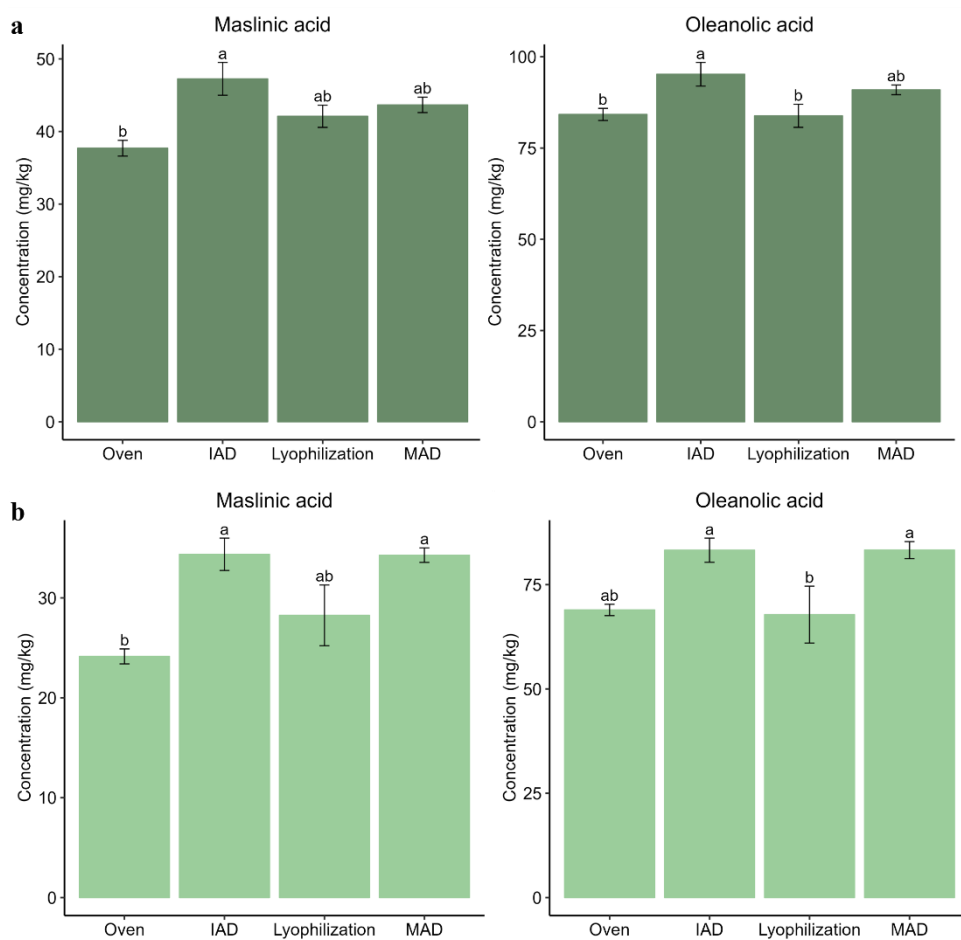 a
Maslinic acid
Concentration (mg/kg)
50
40
30
20
10
0
b
a
ab
ab
Oven IAD Lyophilization MAD
Oleanolic acid
Concentration (mg/kg)
100
75
50
25
0
b
a
b
ab
Oven IAD Lyophilization MAD
b
Maslinic acid
Concentration (mg/kg)
30
20
10
0
b
a
ab
a
Oven IAD Lyophilization MAD
Oleanolic acid
Concentration (mg/kg)
75
50
25
0
ab
a
b
a
Oven IAD Lyophilization MAD